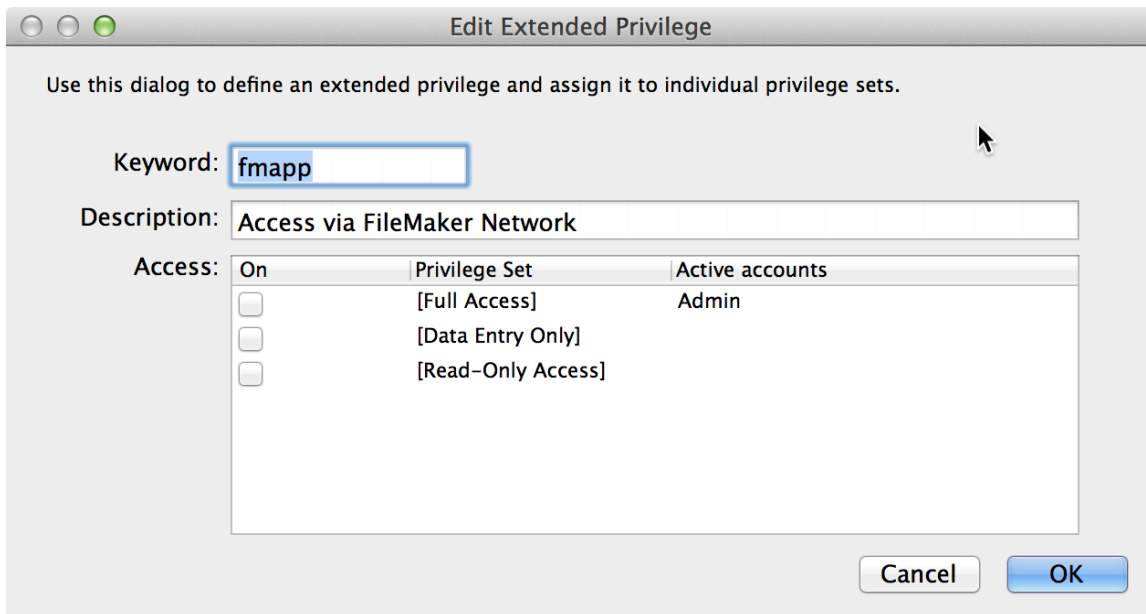 Edit Extended Privilege
Use this dialog to define an extended privilege and assign it to individual privilege sets.
Keyword: fmapp
Description: Access via FileMaker Network
Access: On Privilege Set Active accounts
[Full Access] Admin
[Data Entry Only]
[Read-Only Access]
Cancel OK